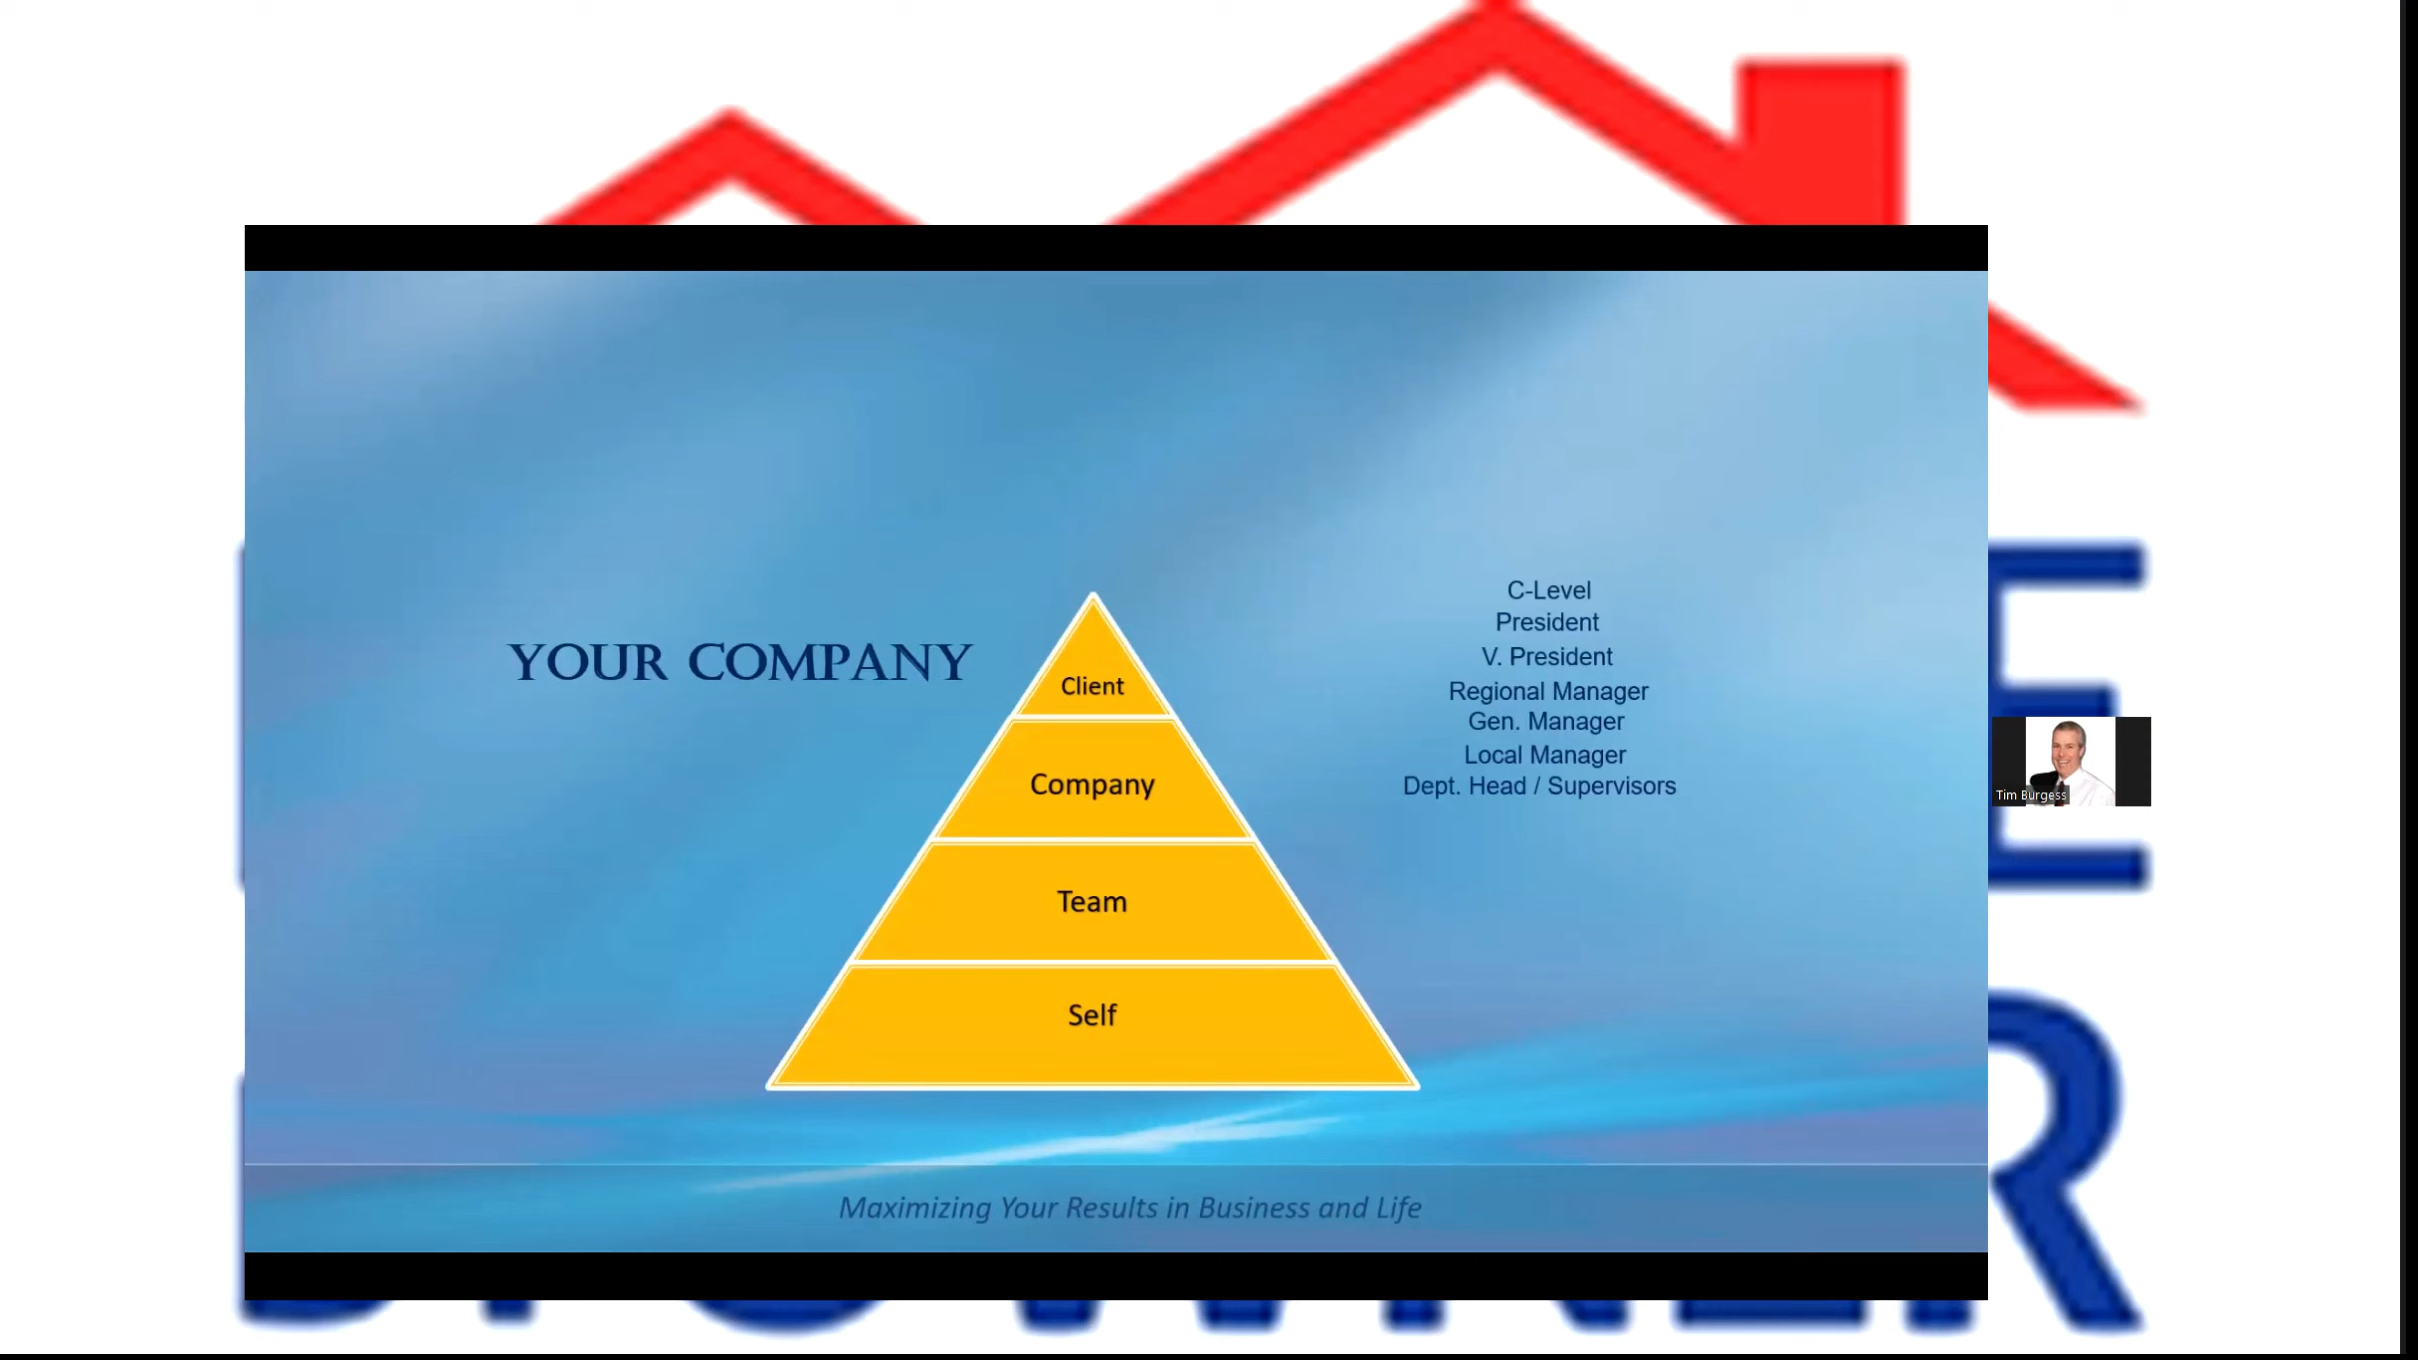 YOUR COMPANY
Client
Company
Team
Self
C-Level
President
V. President
Regional Manager
Gen. Manager
Local Manager
Dept. Head / Supervisors
Tim Burgess
Maximizing Your Results in Business and Life